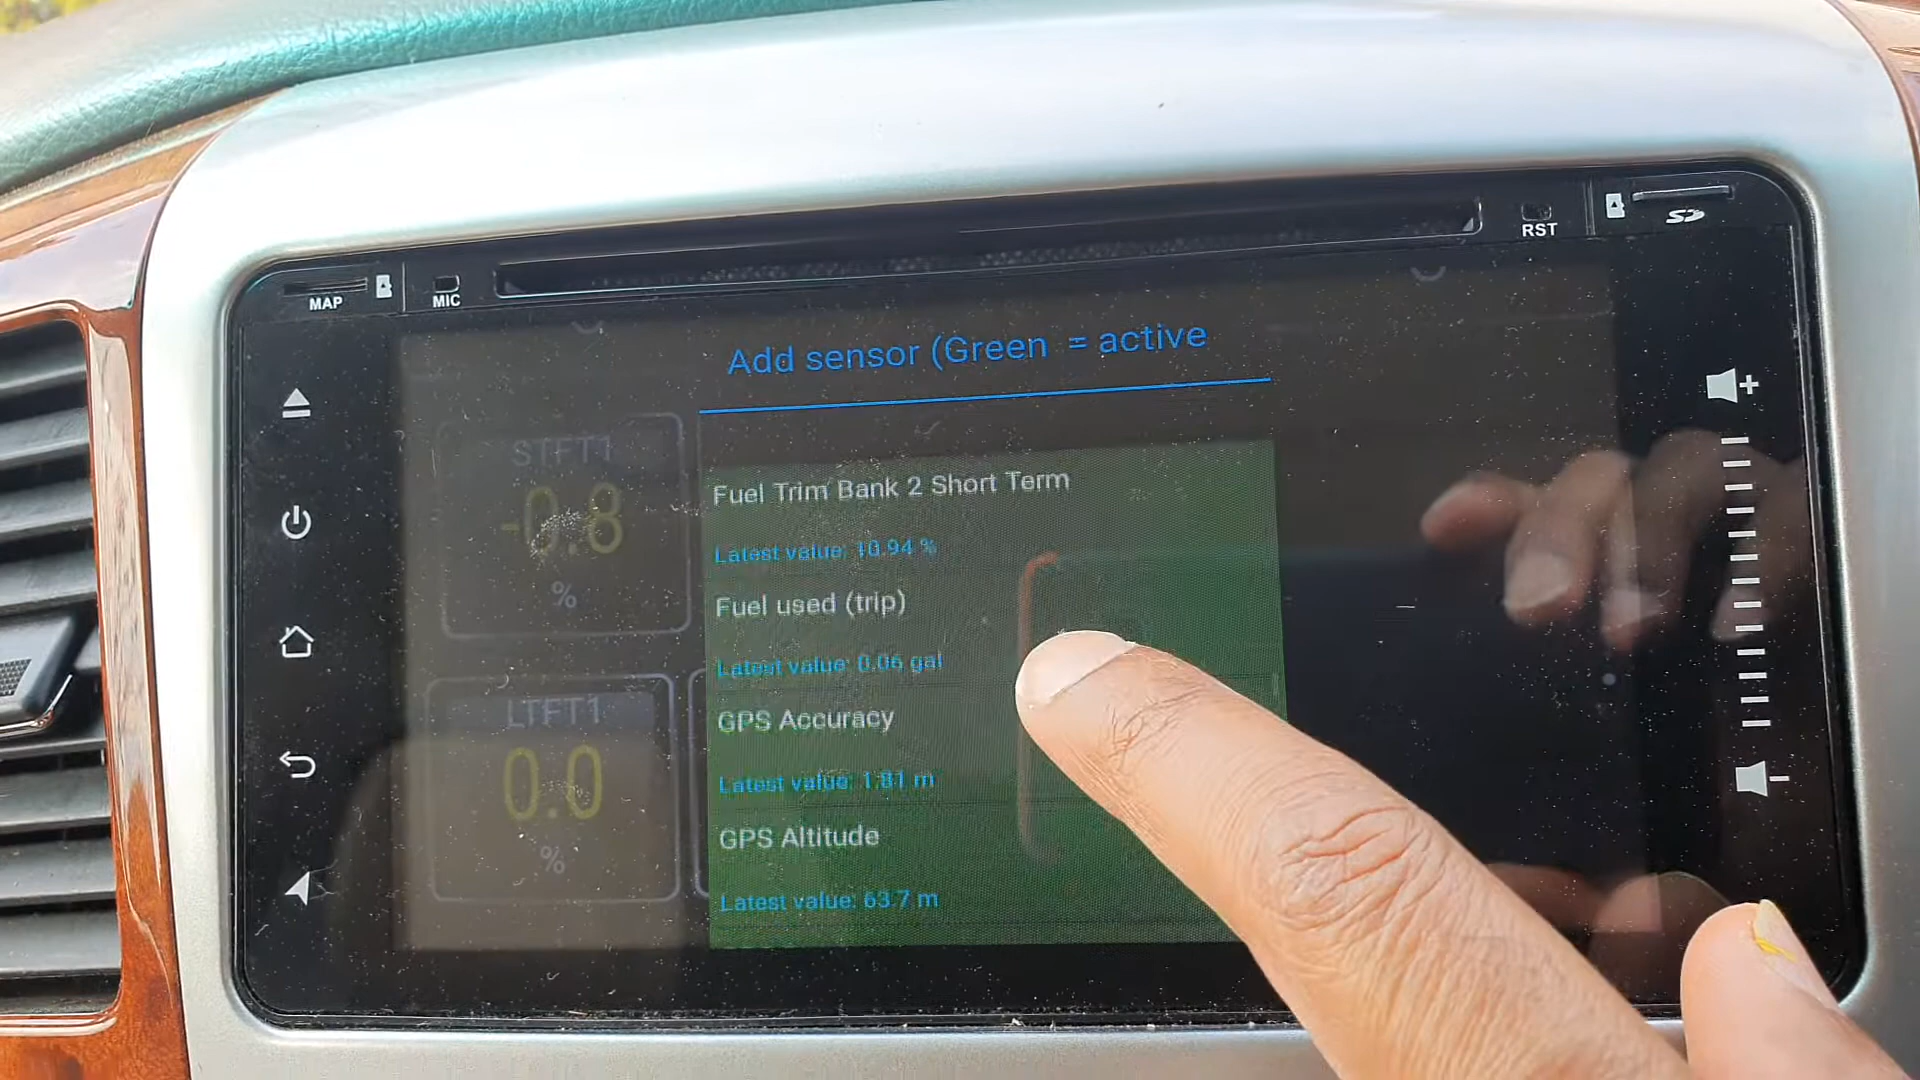 MAP
MIC
RST
SD
Add sensor (Green = active
STFT1
-0.8
%
LTFT1
0.0
%
Fuel Trim Bank 2 Short Term
Latest value: 10.94 %
Fuel used (trip)
Latest value: 0.06 gal
GPS Accuracy
Latest value: 1.81 m
GPS Altitude
Latest value: 63.7 m